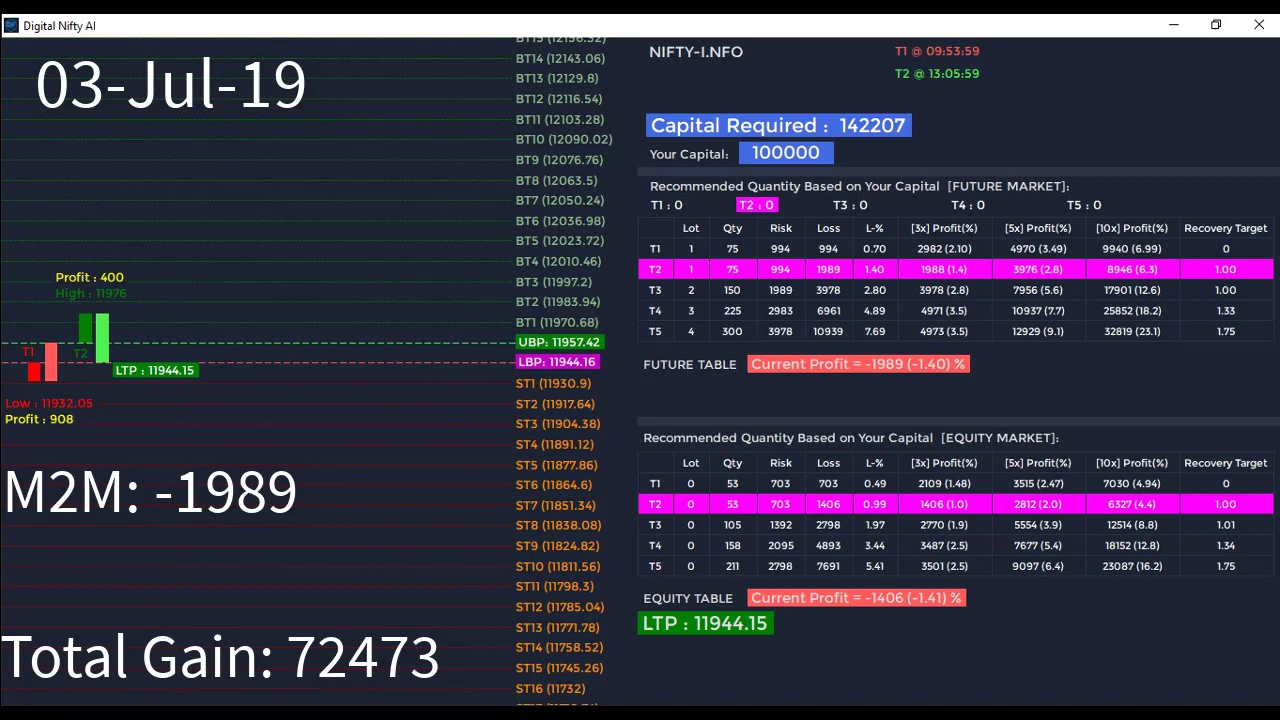 Digital Nifty AI
03-Jul-19
Profit : 400
High : 11976
T1
T2
LTP : 11944.15
Low : 11932.05
Profit : 908
M2M: -1989
Total Gain: 72473
BT15 (12156.32)
BT14 (12143.06)
BT13 (12129.8)
BT12 (12116.54)
BT11 (12103.28)
BT10 (12090.02)
BT9 (12076.76)
BT8 (12063.5)
BT7 (12050.24)
BT6 (12036.98)
BT5 (12023.72)
BT4 (12010.46)
BT3 (11997.2)
BT2 (11983.94)
BT1 (11970.68)
UBP: 11957.42
LBP: 11944.16
ST1 (11930.9)
ST2 (11917.64)
ST3 (11904.38)
ST4 (11891.12)
ST5 (11877.86)
ST6 (11864.6)
ST7 (11851.34)
ST8 (11838.08)
ST9 (11824.82)
ST10 (11811.56)
ST11 (11798.3)
ST12 (11785.04)
ST13 (11771.78)
ST14 (11758.52)
ST15 (11745.26)
ST16 (11732)
NIFTY-I.NFO
T1 @ 09:53:59
T2 @ 13:05:59
Capital Required : 142207
Your Capital: 100000
Recommended Quantity Based on Your Capital [FUTURE MARKET]:
T1 : 0 T2 : 0 T3 : 0 T4 : 0 T5 : 0
Lot Qty Risk Loss L-% [3x] Profit(%) [5x] Profit(%) [10x] Profit(%) Recovery Target
T1 1 75 994 994 0.70 2982 (2.10) 4970 (3.49) 9940 (6.99) 0
T2 1 75 994 1989 1.40 1988 (1.4) 3976 (2.8) 8946 (6.3) 1.00
T3 2 150 1989 3978 2.80 3978 (2.8) 7956 (5.6) 17901 (12.6) 1.00
T4 3 225 2983 6961 4.89 4971 (3.5) 10937 (7.7) 25852 (18.2) 1.33
T5 4 300 3978 10939 7.69 4973 (3.5) 12929 (9.1) 32819 (23.1) 1.75
FUTURE TABLE Current Profit = -1989 (-1.40) %
Recommended Quantity Based on Your Capital [EQUITY MARKET]:
Lot Qty Risk Loss L-% [3x] Profit(%) [5x] Profit(%) [10x] Profit(%) Recovery Target
T1 0 53 703 703 0.49 2109 (1.48) 3515 (2.47) 7030 (4.94) 0
T2 0 53 703 1406 0.99 1406 (1.0) 2812 (2.0) 6327 (4.4) 1.00
T3 0 105 1392 2798 1.97 2770 (1.9) 5554 (3.9) 12514 (8.8) 1.01
T4 0 158 2095 4893 3.44 3487 (2.5) 7677 (5.4) 18152 (12.8) 1.34
T5 0 211 2798 7691 5.41 3501 (2.5) 9097 (6.4) 23087 (16.2) 1.75
EQUITY TABLE Current Profit = -1406 (-1.41) %
LTP : 11944.15